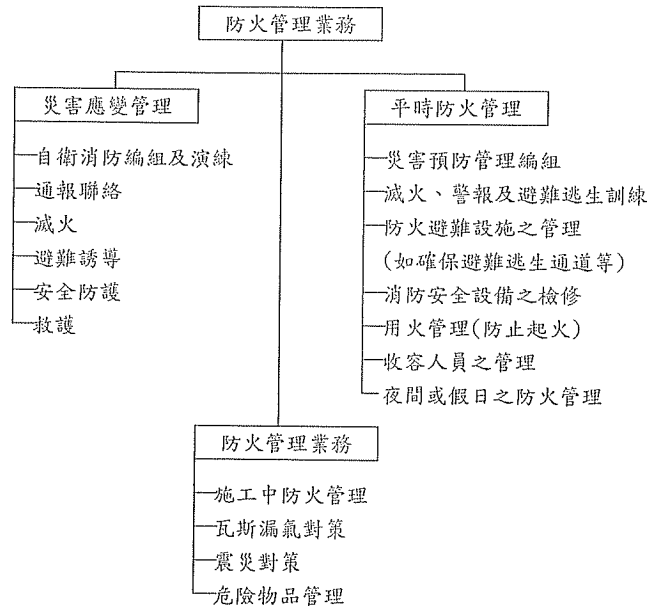 防火管理業務
災害應變管理
自衛消防編組及演練
通報聯絡
滅火
避難誘導
安全防護
救護
平時防火管理
災害預防管理編組
滅火、警報及避難逃生訓練
防火避難設施之管理
(如確保避難逃生通道等)
消防安全設備之檢修
用火管理(防止起火)
收容人員之管理
夜間或假日之防火管理
防火管理業務
施工中防火管理
瓦斯漏氣對策
震災對策
危險物品管理